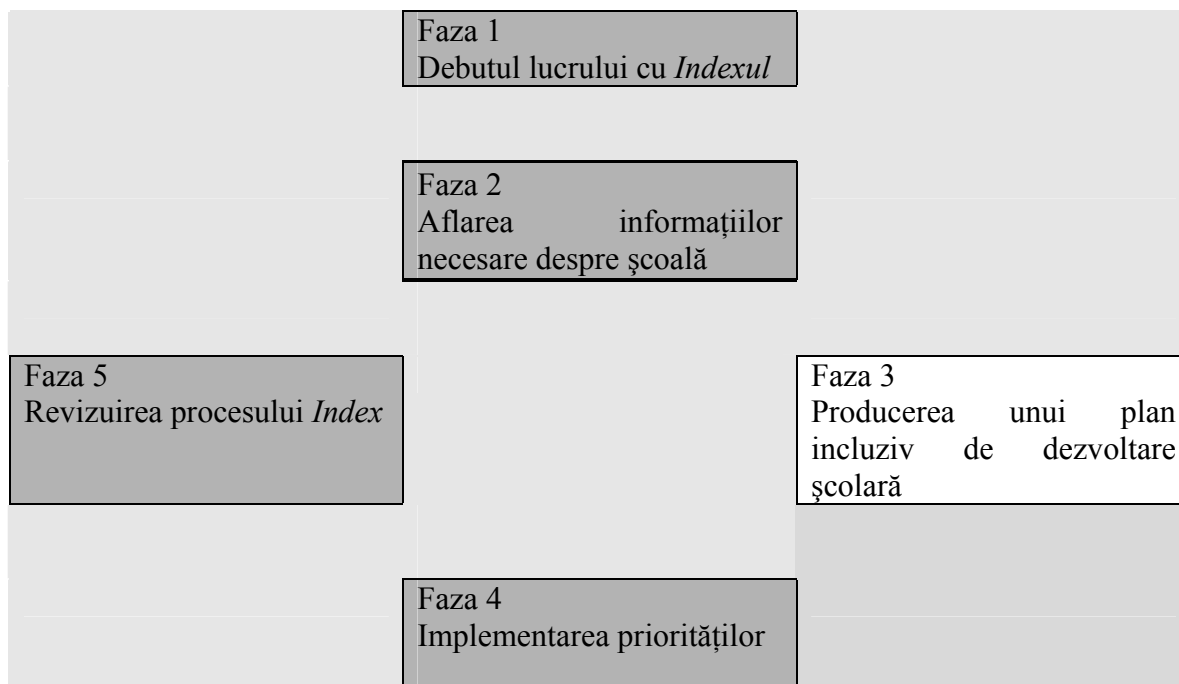 Faza 1
Debutul lucrului cu Indexul
Faza 2
Aflarea informațiilor
necesare despre şcoală
Faza 5
Revizuirea procesului Index
Faza 3
Producerea unui plan
incluziv de dezvoltare
şcolară
Faza 4
Implementarea priorităților